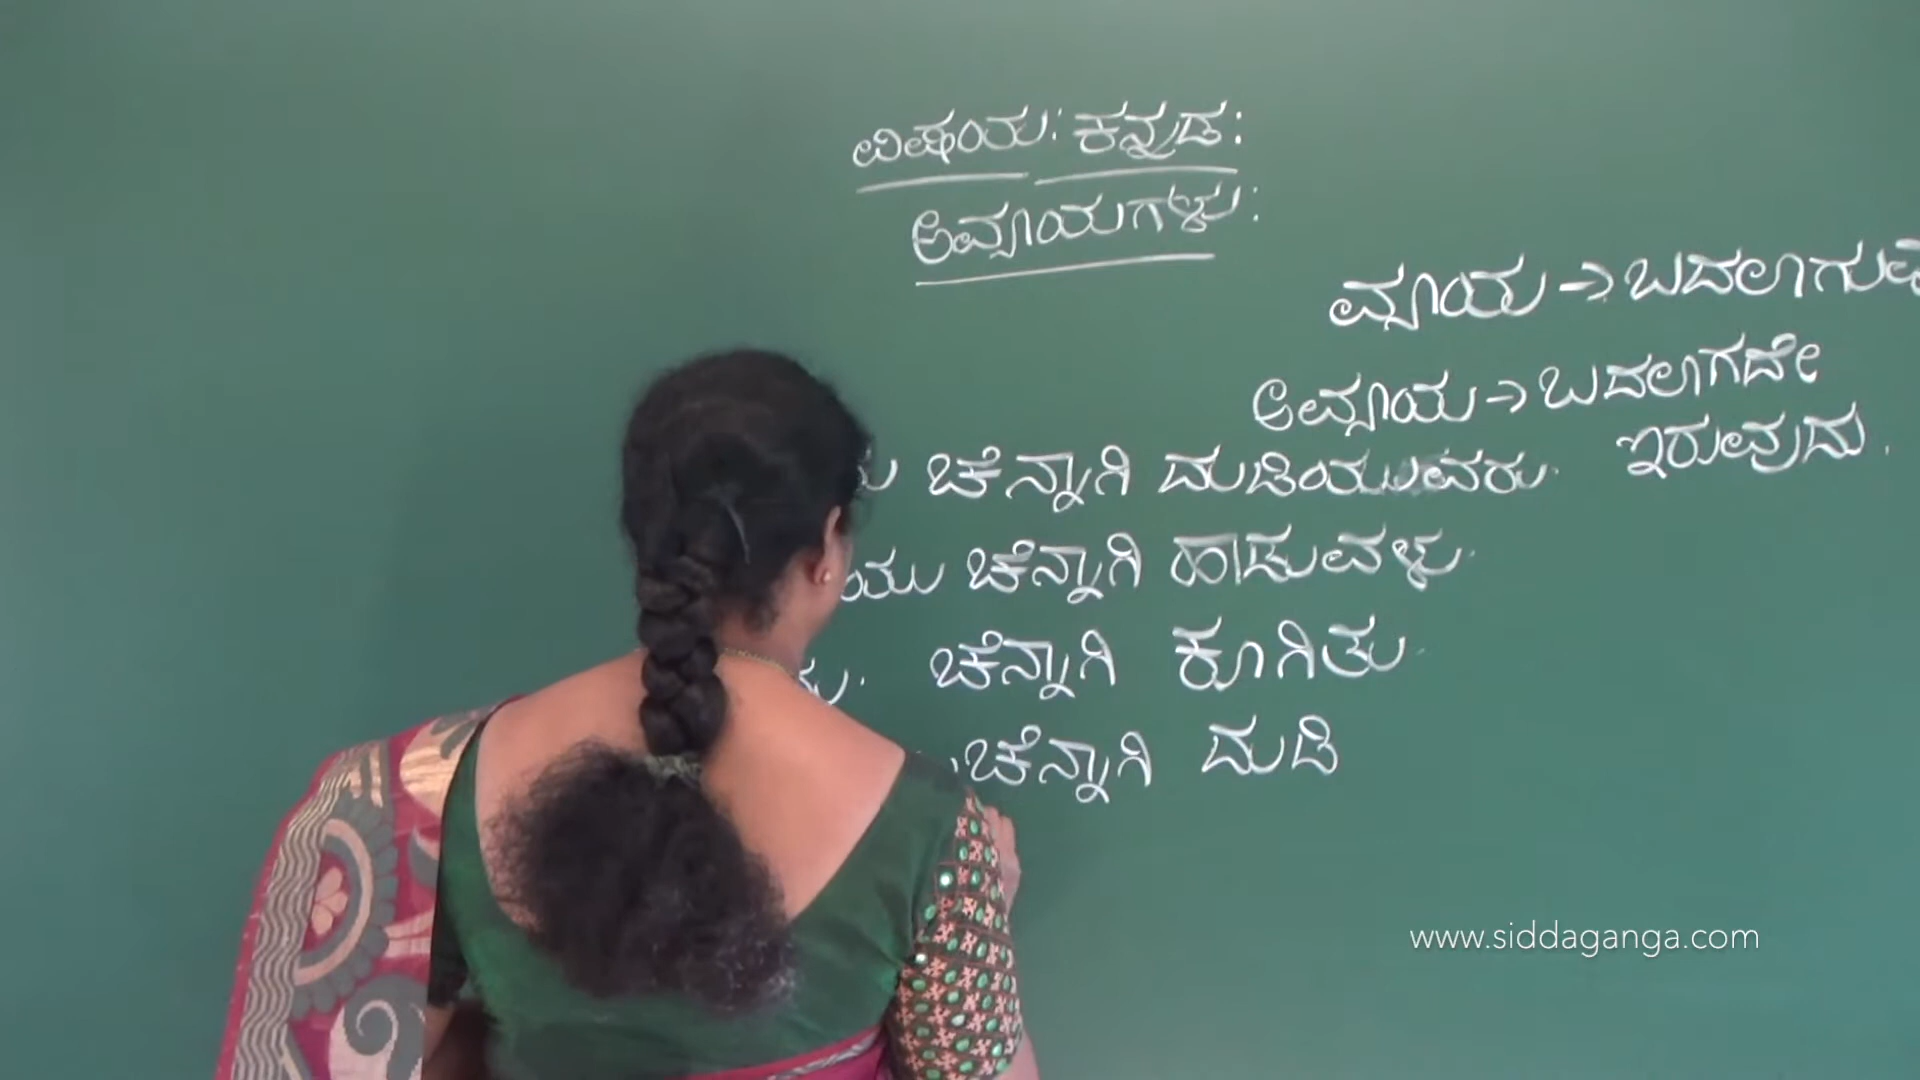 ವಿಷಯ: ಕನ್ನಡ:
ಅವ್ಯಯಗಳು:
ವ್ಯಯ -> ಬದಲಾಗುವ
ಅವ್ಯಯ -> ಬದಲಾಗದೇ
ಇರುವುದು.
ಚೆನ್ನಾಗಿ ದುಡಿಯುವರು.
ಯು ಚೆನ್ನಾಗಿ ಹಾಡುವಳು.
ಚೆನ್ನಾಗಿ ಕೂಗಿತು.
ಚೆನ್ನಾಗಿ ದುಡಿ
www.siddaganga.com